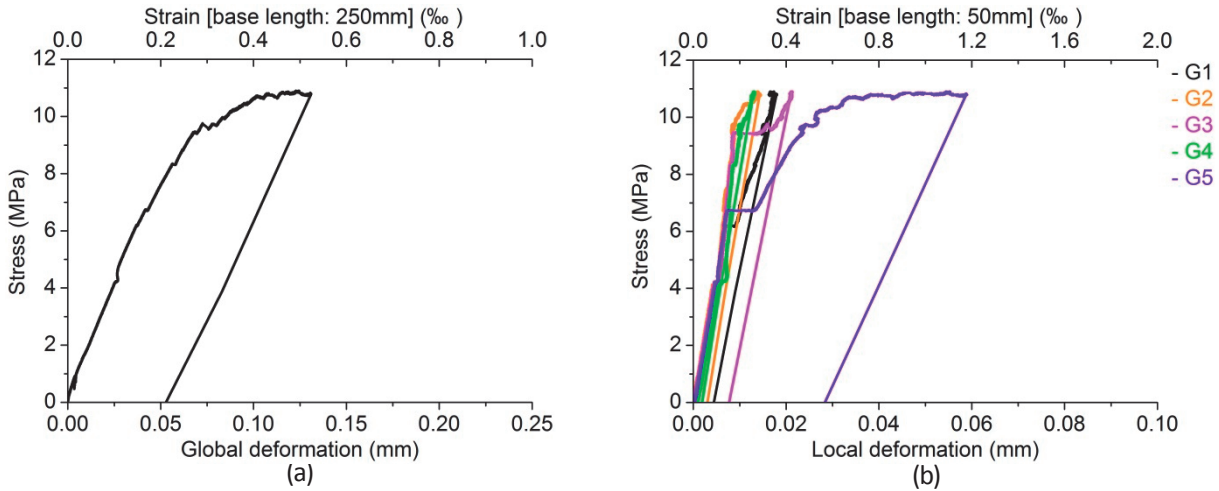 Strain [base length: 250mm] (‰)
0.0 0.2 0.4 0.6 0.8 1.0
12
10
8
6
4
2
0
Stress (MPa)
0.00 0.05 0.10 0.15 0.20 0.25
Global deformation (mm)
(a)
Strain [base length: 50mm] (‰)
0.0 0.4 0.8 1.2 1.6 2.0
12
10
8
6
4
2
0
Stress (MPa)
0.00 0.02 0.04 0.06 0.08 0.10
Local deformation (mm)
(b)
- G1
- G2
- G3
- G4
- G5